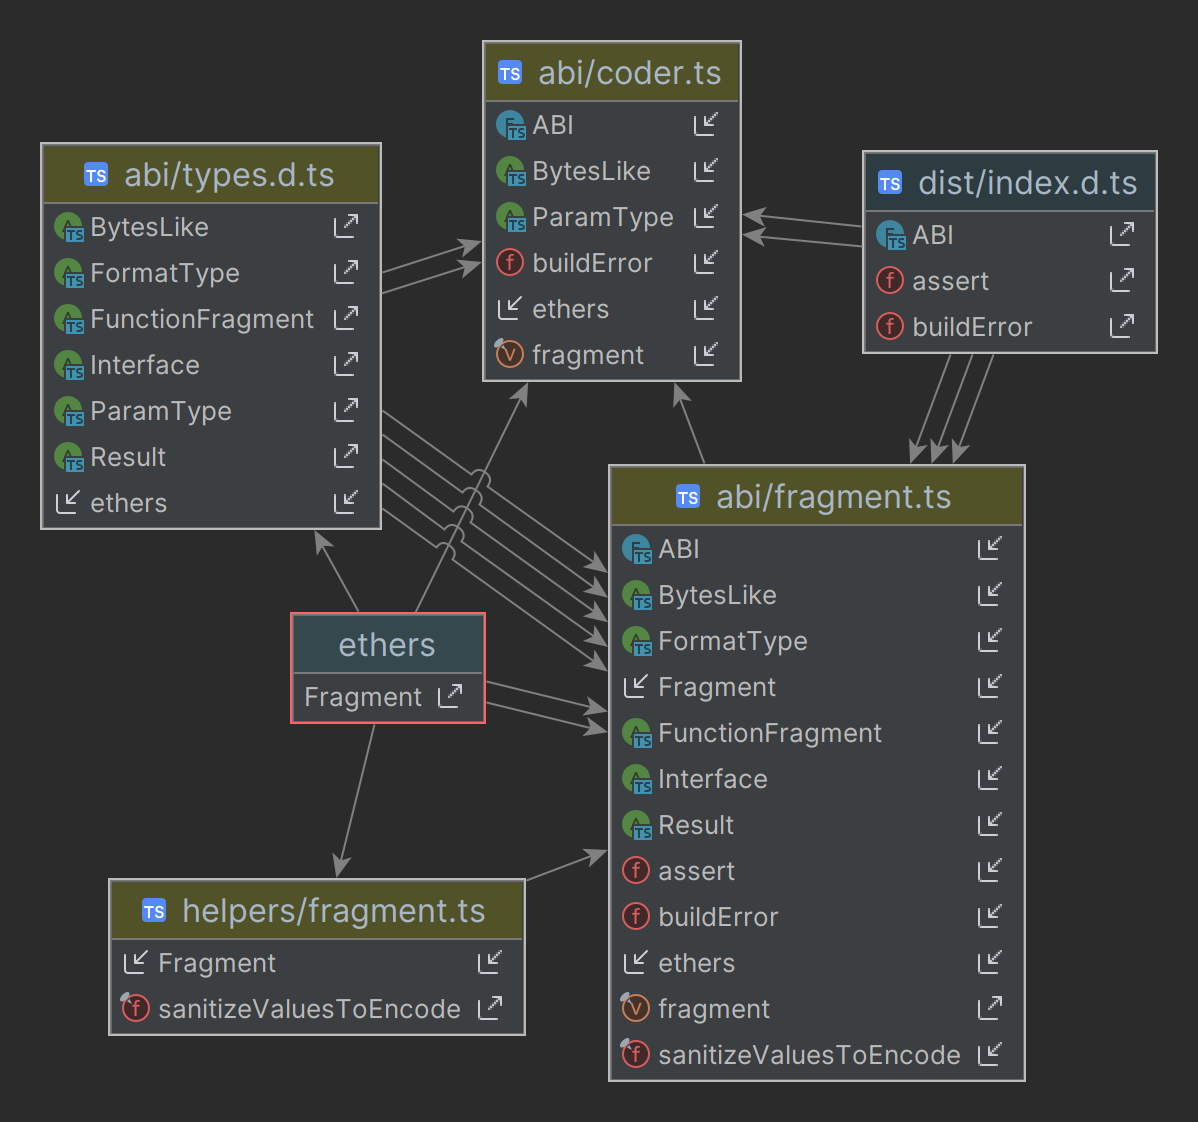 abi/coder.ts
ABI
BytesLike
ParamType
buildError
ethers
fragment
abi/types.d.ts
BytesLike
FormatType
FunctionFragment
Interface
ParamType
Result
ethers
dist/index.d.ts
ABI
assert
buildError
abi/fragment.ts
ABI
BytesLike
FormatType
Fragment
FunctionFragment
Interface
Result
assert
buildError
ethers
fragment
sanitizeValuesToEncode
ethers
Fragment
helpers/fragment.ts
Fragment
sanitizeValuesToEncode